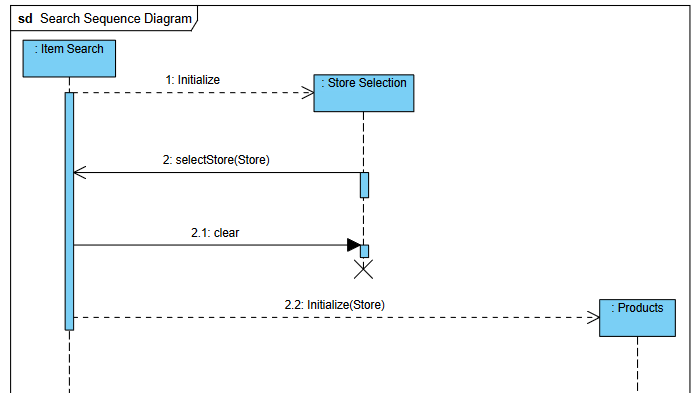 sd Search Sequence Diagram
: Item Search
1: Initialize
: Store Selection
2: selectStore(Store)
2.1: clear
2.2: Initialize(Store)
: Products